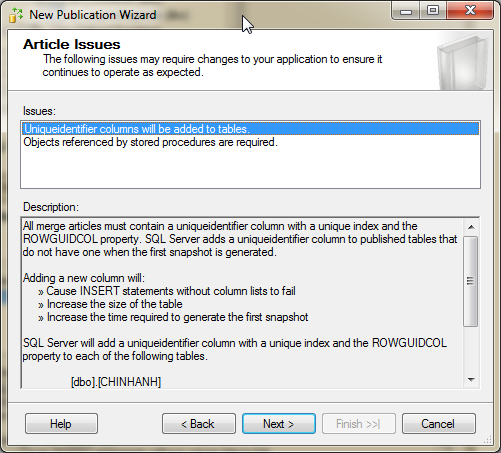 New Publication Wizard
Article Issues
The following issues may require changes to your application to ensure it
continues to operate as expected.
Issues:
Uniqueidentifier columns will be added to tables.
Objects referenced by stored procedures are required.
Description:
All merge articles must contain a uniqueidentifier column with a unique index and the
ROWGUIDCOL property. SQL Server adds a uniqueidentifier column to published tables that
do not have one when the first snapshot is generated.
Adding a new column will:
» Cause INSERT statements without column lists to fail
» Increase the size of the table
» Increase the time required to generate the first snapshot
SQL Server will add a uniqueidentifier column with a unique index and the ROWGUIDCOL
property to each of the following tables.
[dbo].[CHINHANH]
Help
< Back
Next >
Finish >>|
Cancel